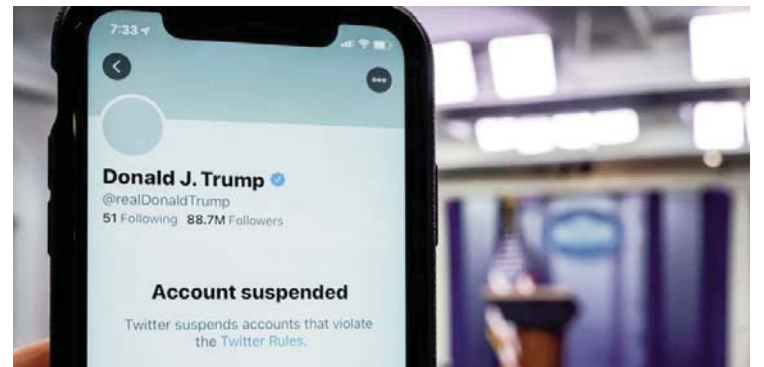 7:33
Donald J. Trump
@realDonaldTrump
51 Following 88.7M Followers
Account suspended
Twitter suspends accounts that violate
the Twitter Rules.